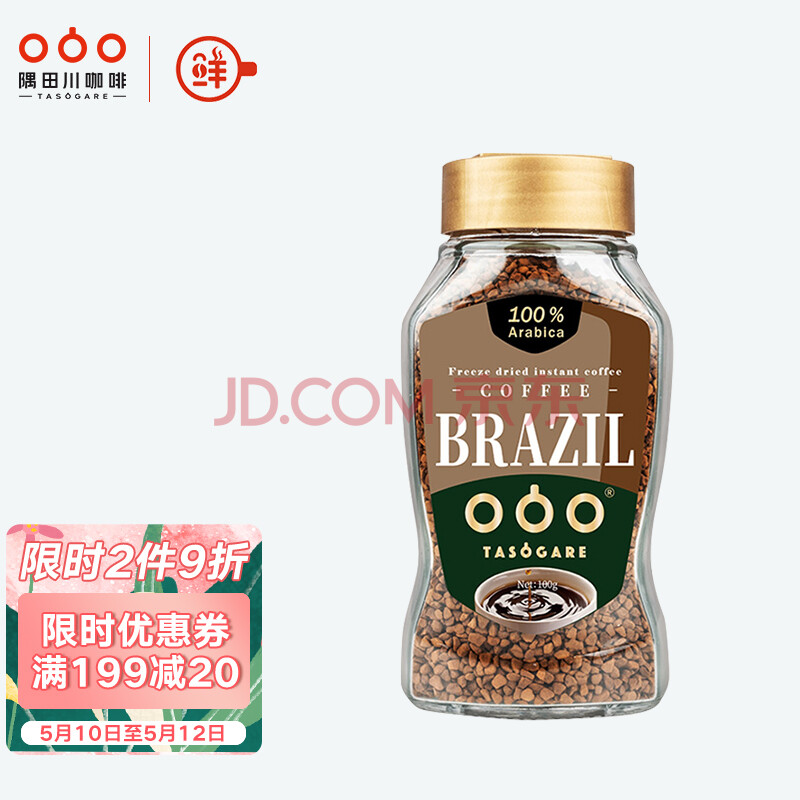 隅田川咖啡
TASOGARE
鲜
100%
Arabica
Freeze dried instant coffee
COFFEE
JD.COM 京东
BRAZIL
®
TASOGARE
Net:100g
限时2件9折
限时优惠券
满199减20
5月10日至5月12日